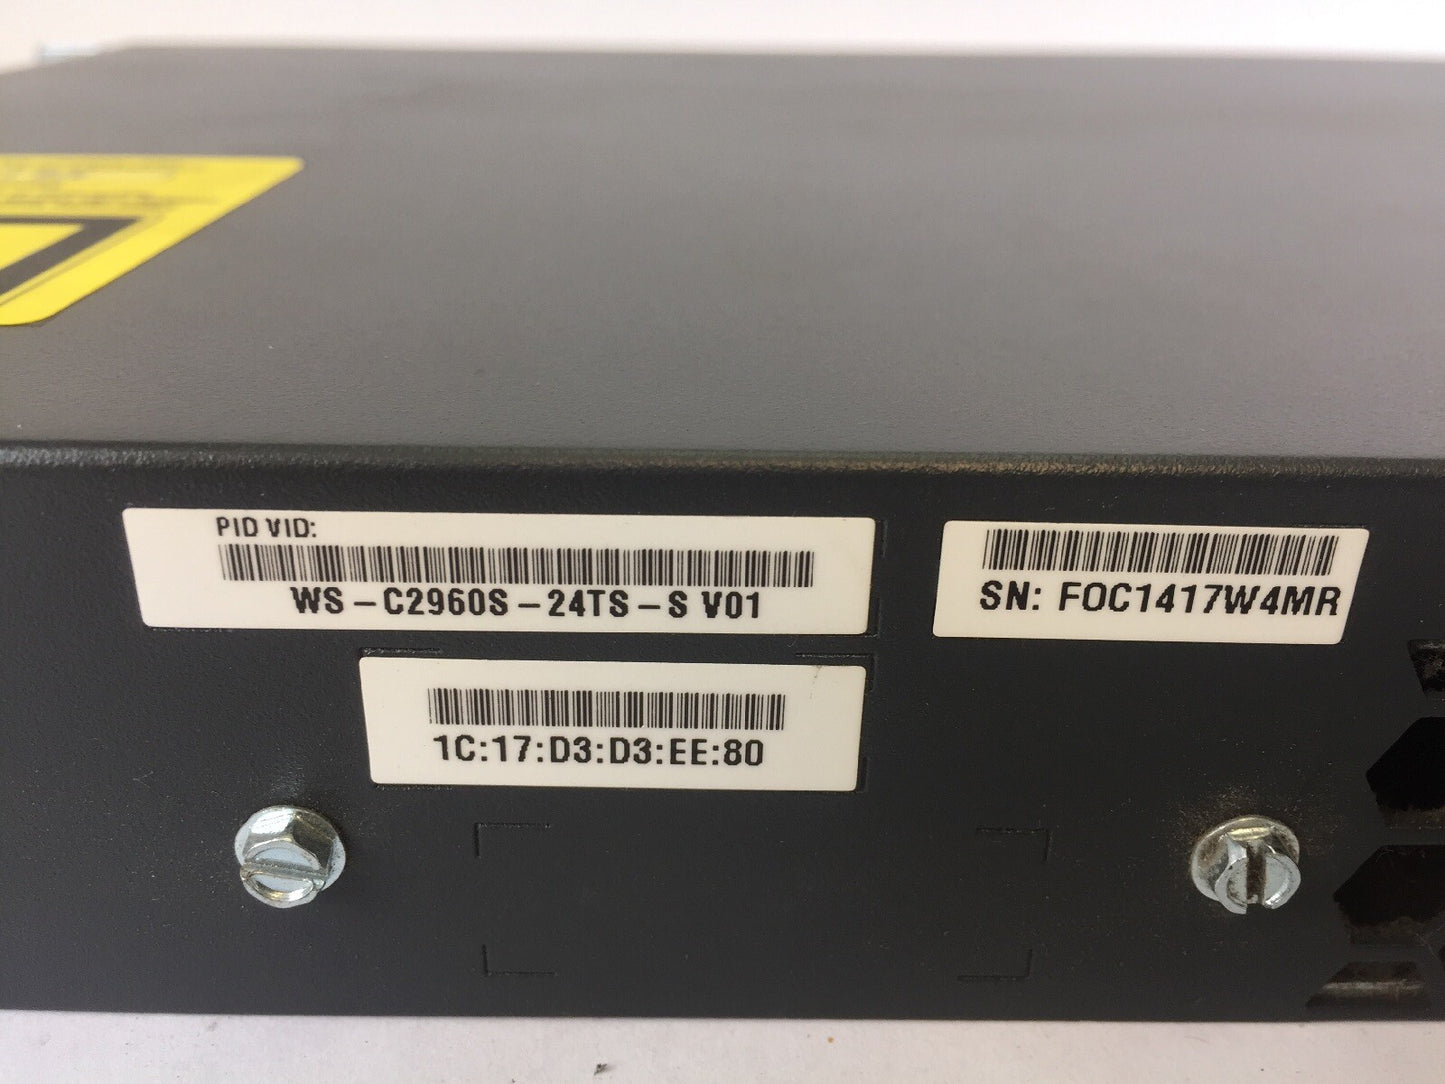 PID VID:
WS-C2960S-24TS-S V01
SN: FOC1417W4MR
1C:17:D3:D3:EE:80